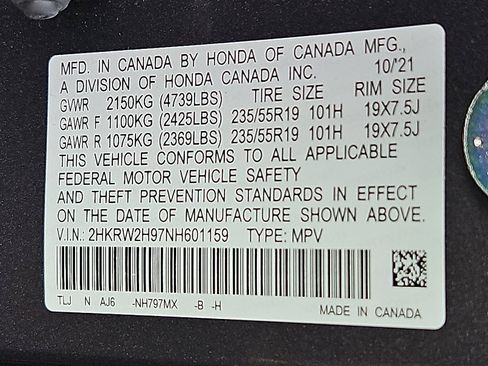 MFD. IN CANADA BY HONDA OF CANADA MFG.,
A DIVISION OF HONDA CANADA INC. 10/'21
GVWR 2150KG (4739LBS) TIRE SIZE RIM SIZE
GAWR F 1100KG (2425LBS) 235/55R19 101H 19X7.5J
GAWR R 1075KG (2369LBS) 235/55R19 101H 19X7.5J
THIS VEHICLE CONFORMS TO ALL APPLICABLE
FEDERAL MOTOR VEHICLE SAFETY
AND THEFT PREVENTION STANDARDS IN EFFECT
ON THE DATE OF MANUFACTURE SHOWN ABOVE.
V.I.N.: 2HKRW2H97NH601159 TYPE: MPV
TLJ N AJ6 -NH797MX -B -H MADE IN CANADA